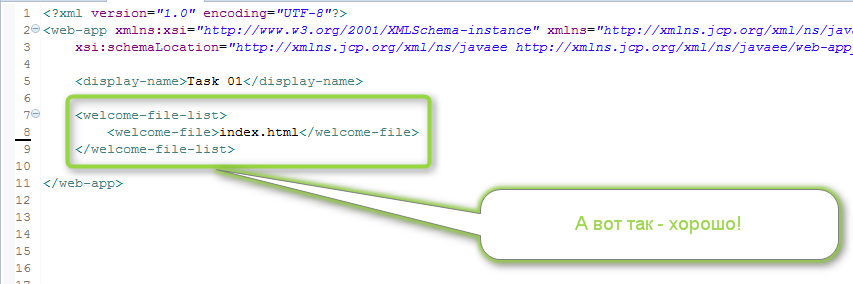 1 <?xml version="1.0" encoding="UTF-8"?>
2 <web-app xmlns:xsi="http://www.w3.org/2001/XMLSchema-instance" xmlns="http://xmlns.jcp.org/xml/ns/java
3 xsi:schemaLocation="http://xmlns.jcp.org/xml/ns/javaee http://xmlns.jcp.org/xml/ns/javaee/web-app_
4
5 <display-name>Task 01</display-name>
6
7 <welcome-file-list>
8 <welcome-file>index.html</welcome-file>
9 </welcome-file-list>
10
11 </web-app>
12
13
А вот так - хорошо!
14
15
16
17